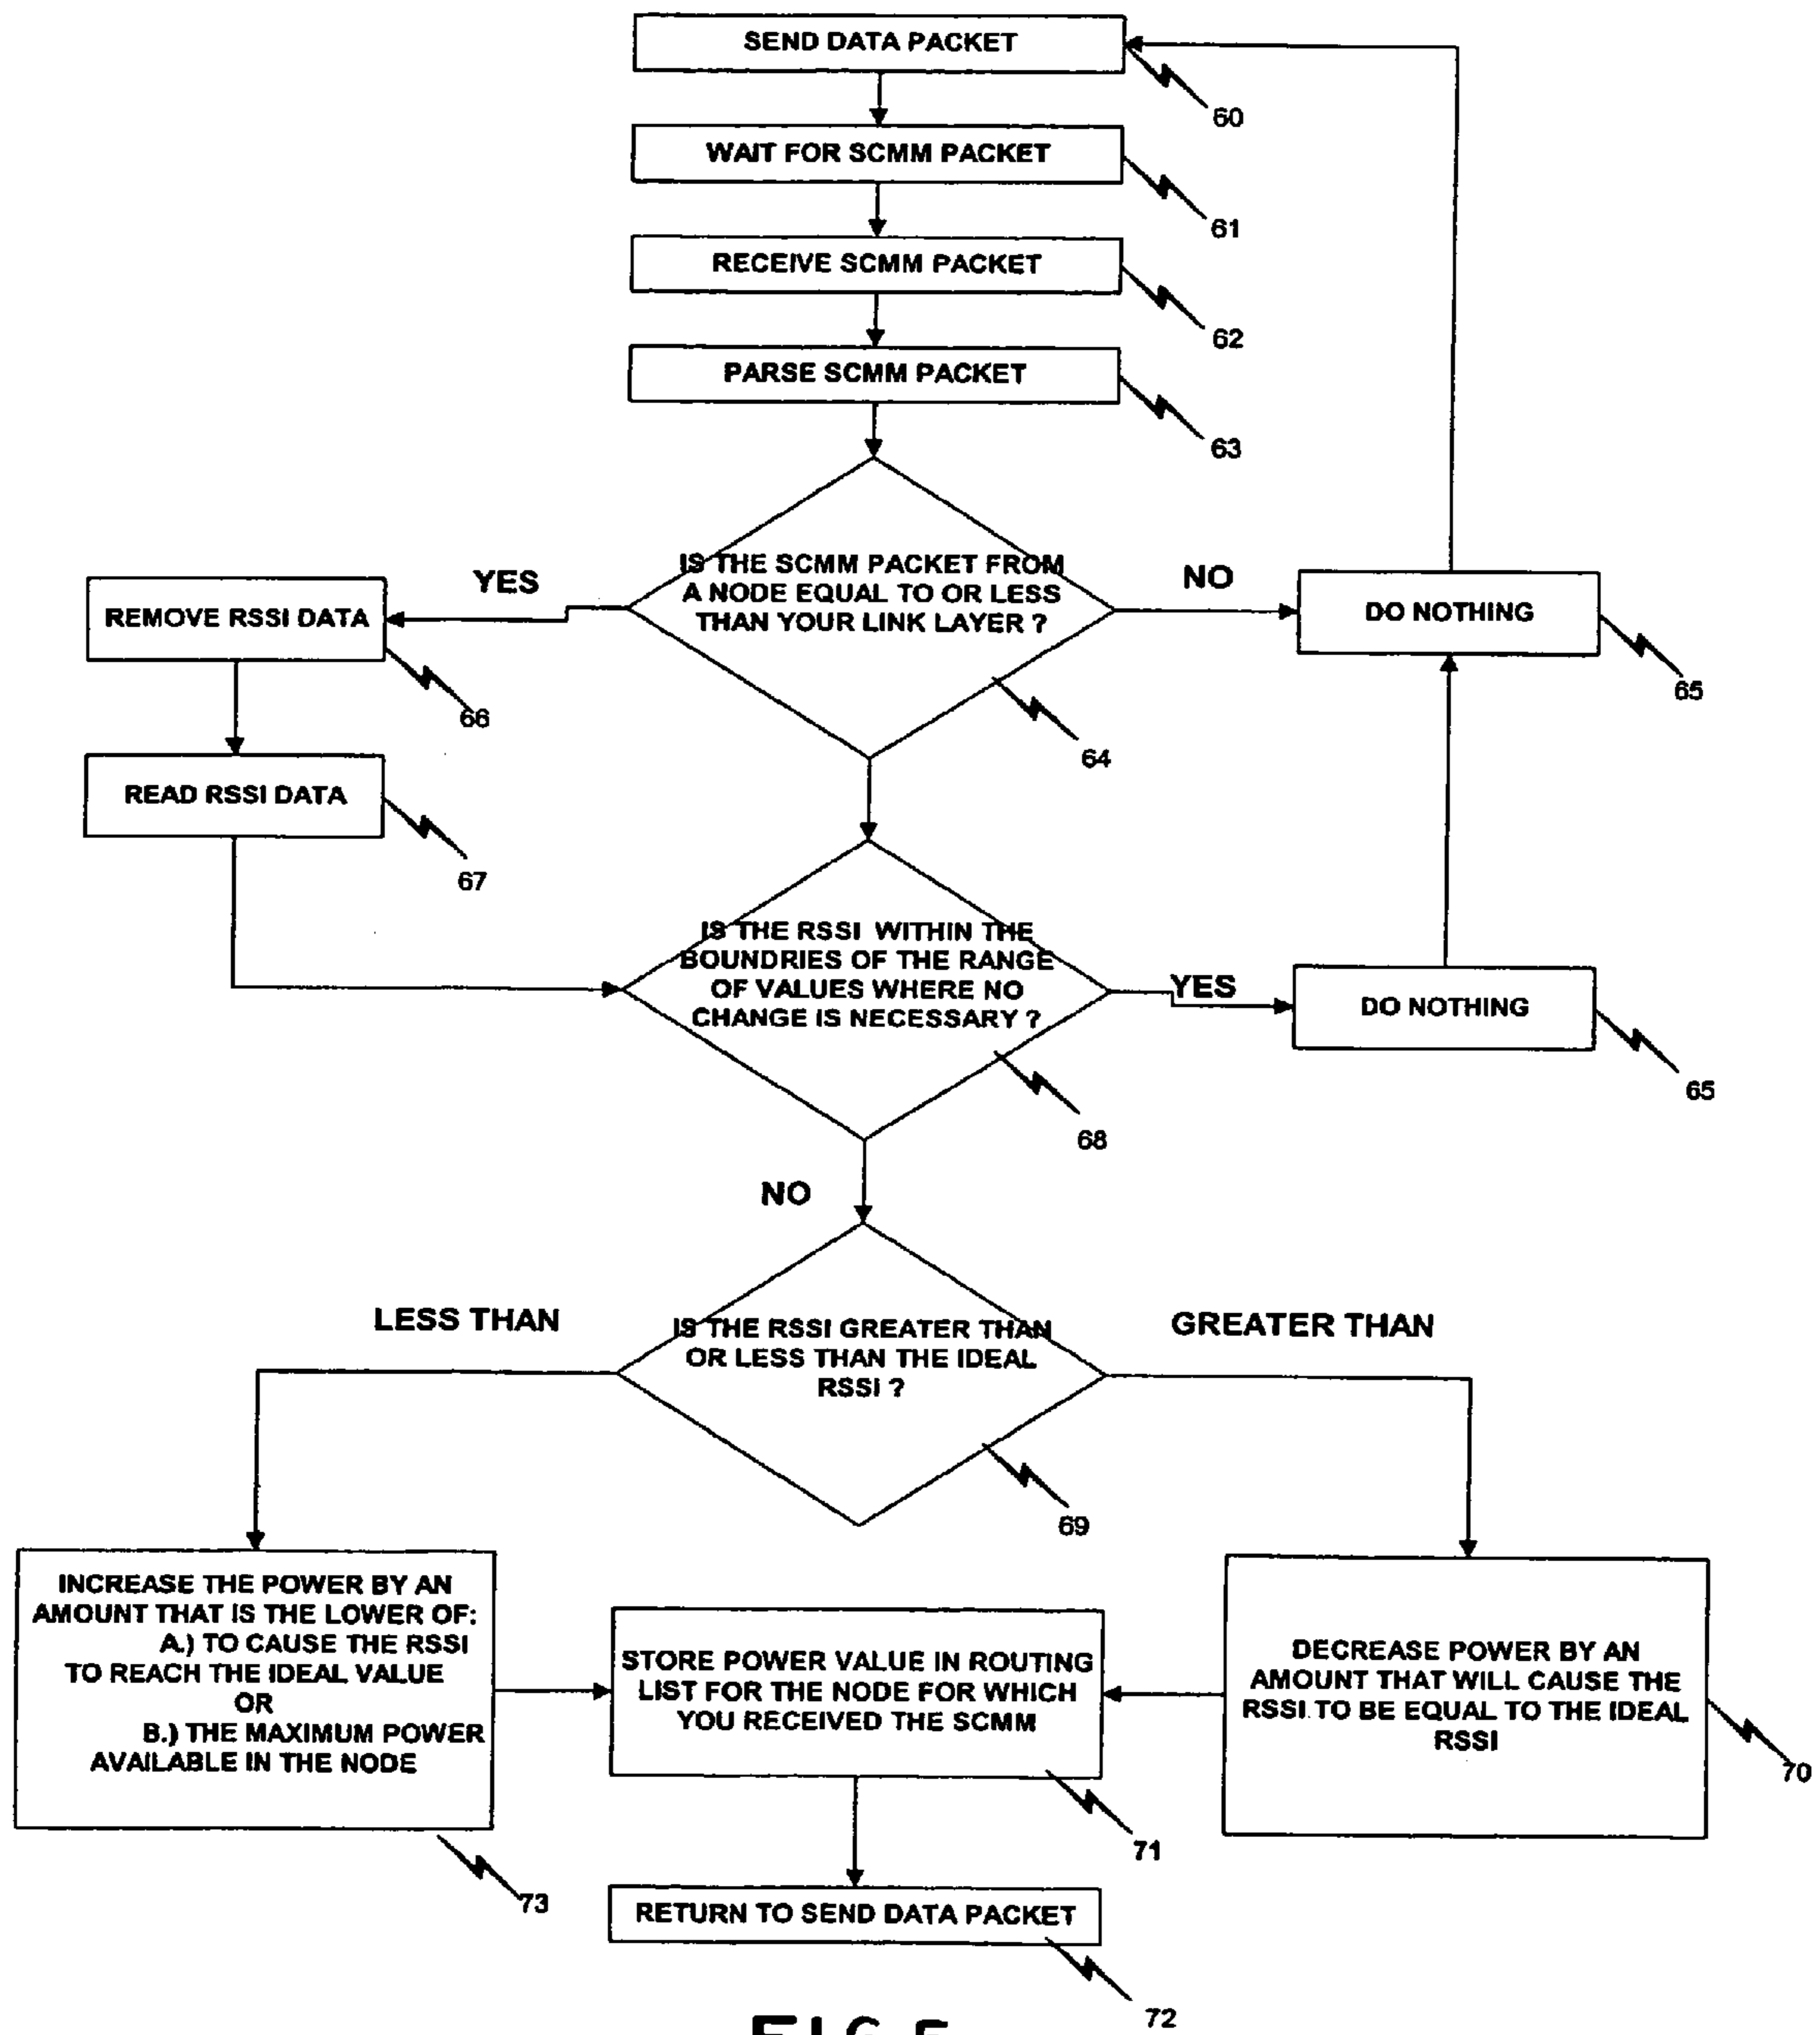 SEND DATA PACKET
60
WAIT FOR SCMM PACKET
61
RECEIVE SCMM PACKET
62
PARSE SCMM PACKET
63
IS THE SCMM PACKET FROM
A NODE EQUAL TO OR LESS
THAN YOUR LINK LAYER ?
64
YES
NO
REMOVE RSSI DATA
66
DO NOTHING
65
READ RSSI DATA
67
IS THE RSSI WITHIN THE
BOUNDRIES OF THE RANGE
OF VALUES WHERE NO
CHANGE IS NECESSARY ?
68
YES
DO NOTHING
65
NO
IS THE RSSI GREATER THAN
OR LESS THAN THE IDEAL
RSSI ?
69
LESS THAN
GREATER THAN
INCREASE THE POWER BY AN
AMOUNT THAT IS THE LOWER OF:
A.) TO CAUSE THE RSSI
TO REACH THE IDEAL VALUE
OR
B.) THE MAXIMUM POWER
AVAILABLE IN THE NODE
73
STORE POWER VALUE IN ROUTING
LIST FOR THE NODE FOR WHICH
YOU RECEIVED THE SCMM
71
DECREASE POWER BY AN
AMOUNT THAT WILL CAUSE THE
RSSI TO BE EQUAL TO THE IDEAL
RSSI
70
RETURN TO SEND DATA PACKET
72